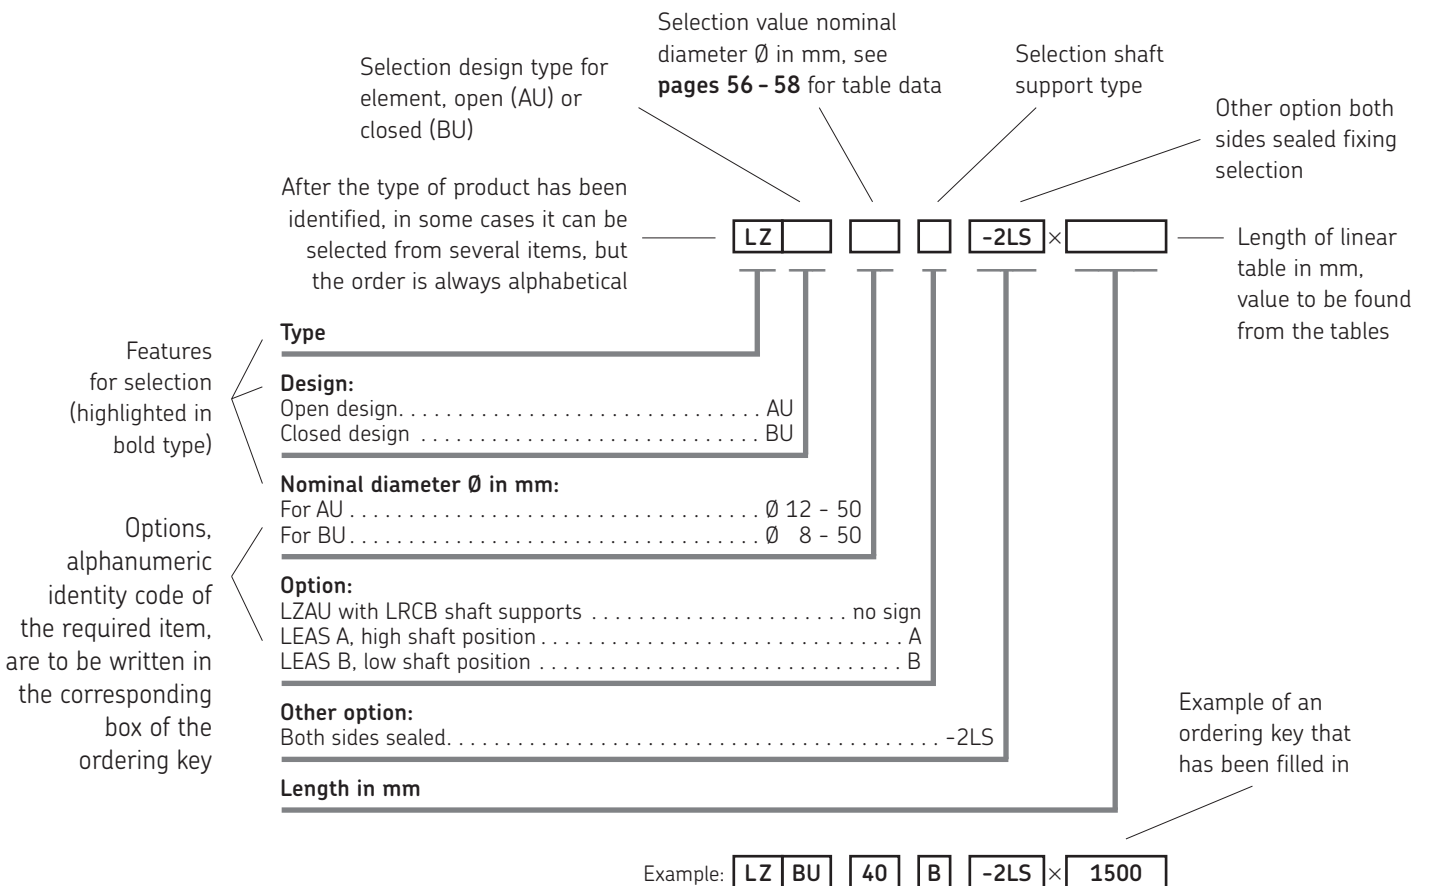 Selection value nominal
diameter Ø in mm, see
pages 56 – 58 for table data
Selection shaft
support type
Selection design type for
element, open (AU) or
closed (BU)
Other option both
sides sealed fixing
selection
After the type of product has been
identified, in some cases it can be
selected from several items, but
the order is always alphabetical
LZ -2LS ×
Length of linear
table in mm,
value to be found
from the tables
Features
for selection
(highlighted in
bold type)
Type
Design:
Open design. . . . . . . . . . . . . . . . . . . . . . . . . . . . . . . AU
Closed design . . . . . . . . . . . . . . . . . . . . . . . . . . . . . BU
Nominal diameter Ø in mm:
For AU . . . . . . . . . . . . . . . . . . . . . . . . . . . . . . . . . . . Ø 12 - 50
For BU . . . . . . . . . . . . . . . . . . . . . . . . . . . . . . . . . . . Ø 8 - 50
Options,
alphanumeric
identity code of
the required item,
are to be written in
the corresponding
box of the
ordering key
Option:
LZAU with LRCB shaft supports . . . . . . . . . . . . . . . . . . . . . . no sign
LEAS A, high shaft position . . . . . . . . . . . . . . . . . . . . . . . . . . . . . . . A
LEAS B, low shaft position . . . . . . . . . . . . . . . . . . . . . . . . . . . . . . . B
Other option:
Both sides sealed. . . . . . . . . . . . . . . . . . . . . . . . . . . . . . . . . . . . . . . . . . -2LS
Length in mm
Example of an
ordering key that
has been filled in
Example: LZ BU 40 B -2LS × 1500